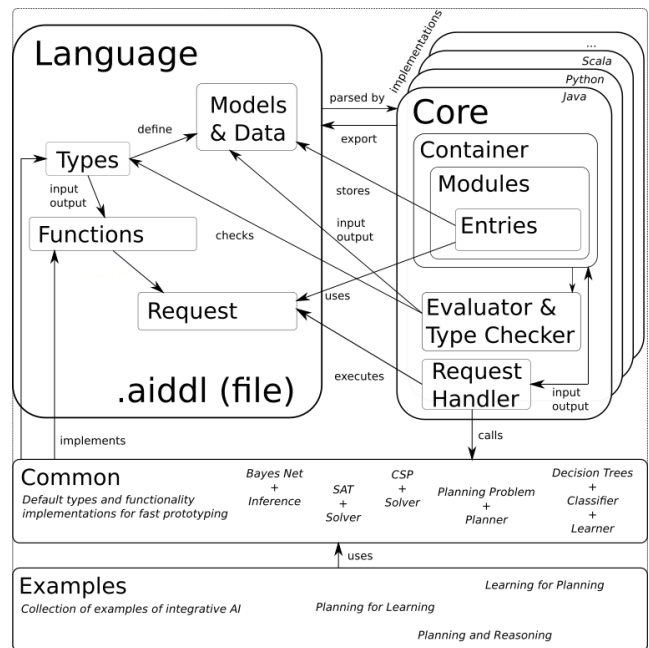 Language
Models
& Data
define
Types
input
output
Functions
Request
.aiddl (file)
implements
parsed by
export
stores
input
output
checks
uses
executes
implementations
...
Scala
Python
Java
Core
Container
Modules
Entries
Evaluator &
Type Checker
Request
Handler
input
output
calls
Common
Default types and functionality
implementations for fast prototyping
Bayes Net
+
Inference
SAT
+
Solver
CSP
+
Solver
Planning Problem
+
Planner
Decision Trees
+
Classifier
+
Learner
uses
Examples
Collection of examples of integrative AI
Learning for Planning
Planning for Learning
Planning and Reasoning